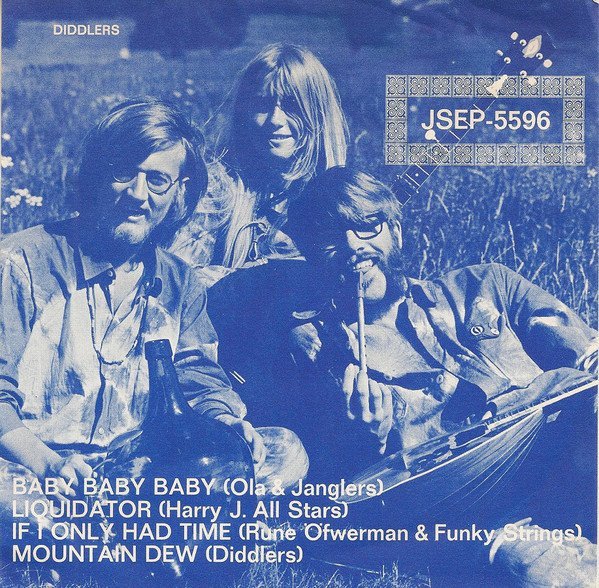 DIDDLERS
JSEP-5596
BABY BABY BABY (Ola & Janglers)
LIQUIDATOR (Harry J. All Stars)
IF I ONLY HAD TIME (Rune Öfwerman & Funky Strings)
MOUNTAIN DEW (Diddlers)